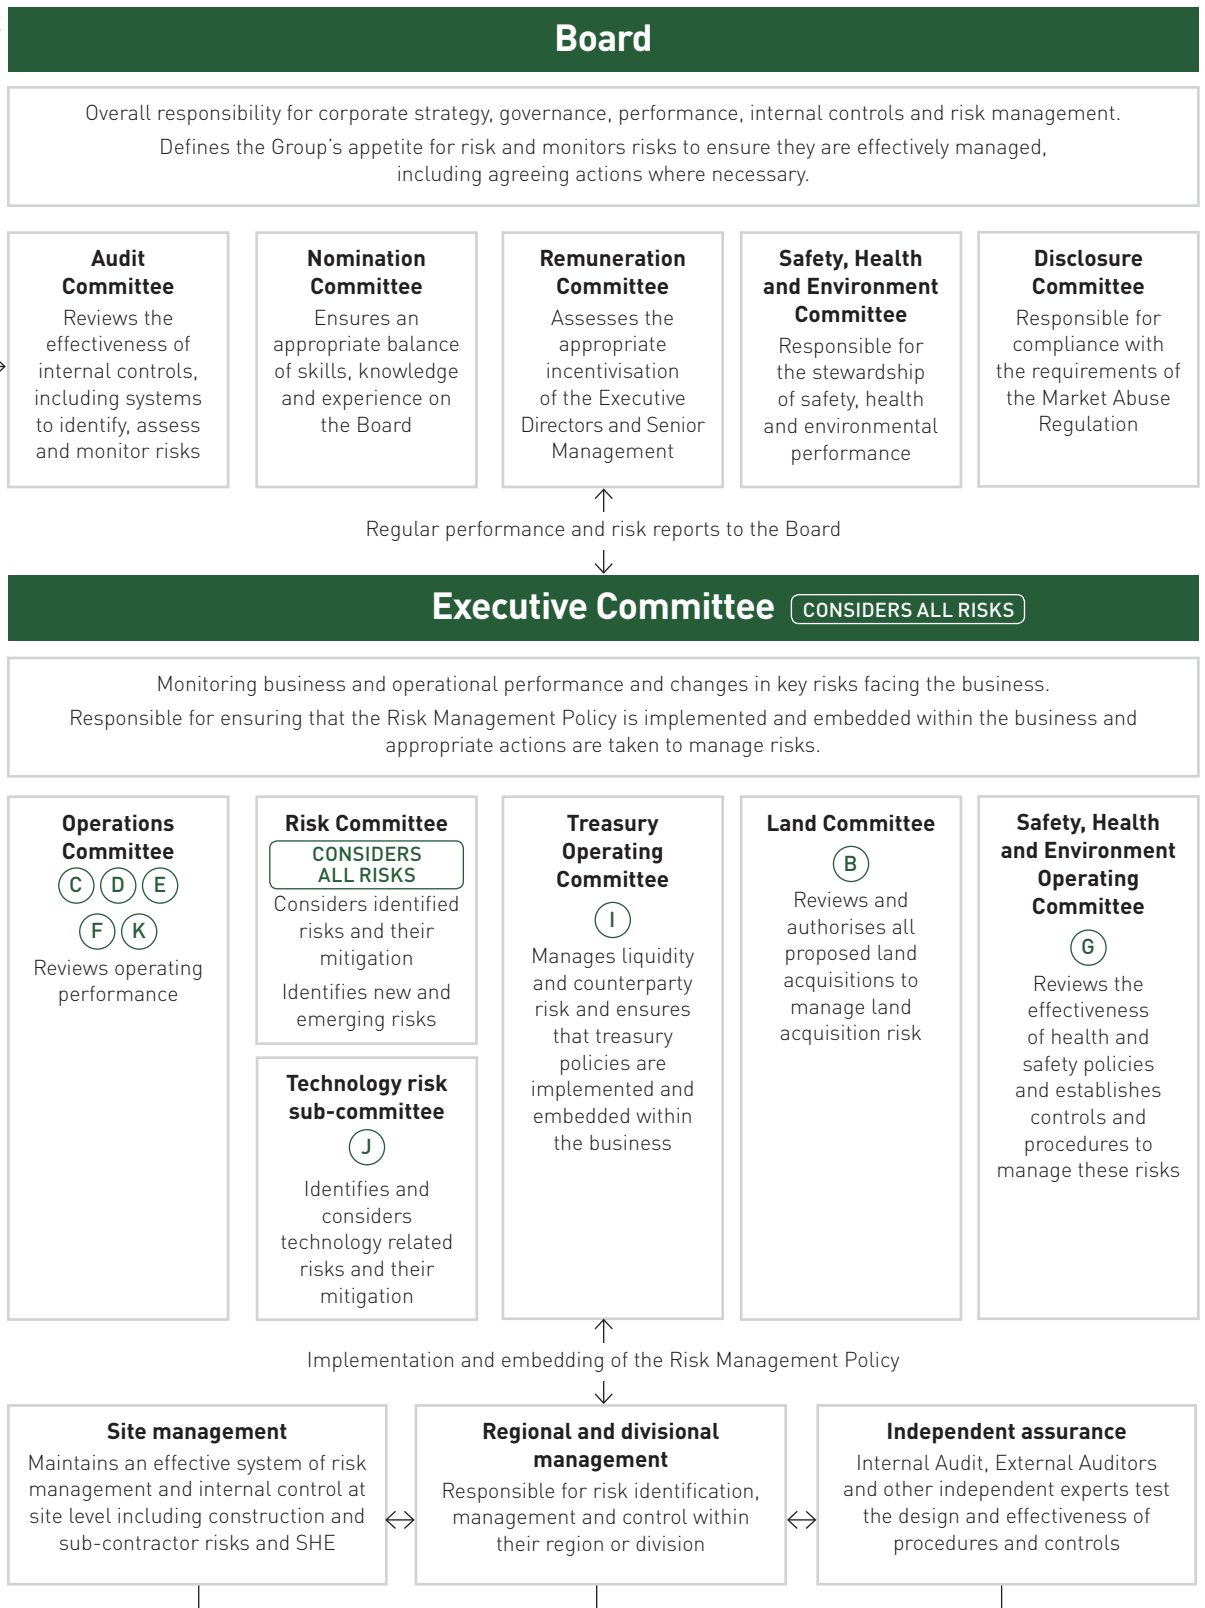 Board
Overall responsibility for corporate strategy, governance, performance, internal controls and risk management.
Defines the Group's appetite for risk and monitors risks to ensure they are effectively managed,
including agreeing actions where necessary.
Audit
Committee
Reviews the
effectiveness of
internal controls,
including systems
to identify, assess
and monitor risks
Nomination
Committee
Ensures an
appropriate balance
of skills, knowledge
and experience on
the Board
Remuneration
Committee
Assesses the
appropriate
incentivisation
of the Executive
Directors and Senior
Management
Safety, Health
and Environment
Committee
Responsible for
the stewardship
of safety, health
and environmental
performance
Disclosure
Committee
Responsible for
compliance with
the requirements of
the Market Abuse
Regulation
Regular performance and risk reports to the Board
Executive Committee CONSIDERS ALL RISKS
Monitoring business and operational performance and changes in key risks facing the business.
Responsible for ensuring that the Risk Management Policy is implemented and embedded within the business and
appropriate actions are taken to manage risks.
Operations
Committee
C D E
F K
Reviews operating
performance
Risk Committee
CONSIDERS
ALL RISKS
Considers identified
risks and their
mitigation
Identifies new and
emerging risks
Technology risk
sub-committee
J
Identifies and
considers
technology related
risks and their
mitigation
Treasury
Operating
Committee
I
Manages liquidity
and counterparty
risk and ensures
that treasury
policies are
implemented and
embedded within
the business
Land Committee
B
Reviews and
authorises all
proposed land
acquisitions to
manage land
acquisition risk
Safety, Health
and Environment
Operating
Committee
G
Reviews the
effectiveness
of health and
safety policies
and establishes
controls and
procedures to
manage these risks
Implementation and embedding of the Risk Management Policy
Site management
Maintains an effective system of risk
management and internal control at
site level including construction and
sub-contractor risks and SHE
Regional and divisional
management
Responsible for risk identification,
management and control within
their region or division
Independent assurance
Internal Audit, External Auditors
and other independent experts test
the design and effectiveness of
procedures and controls